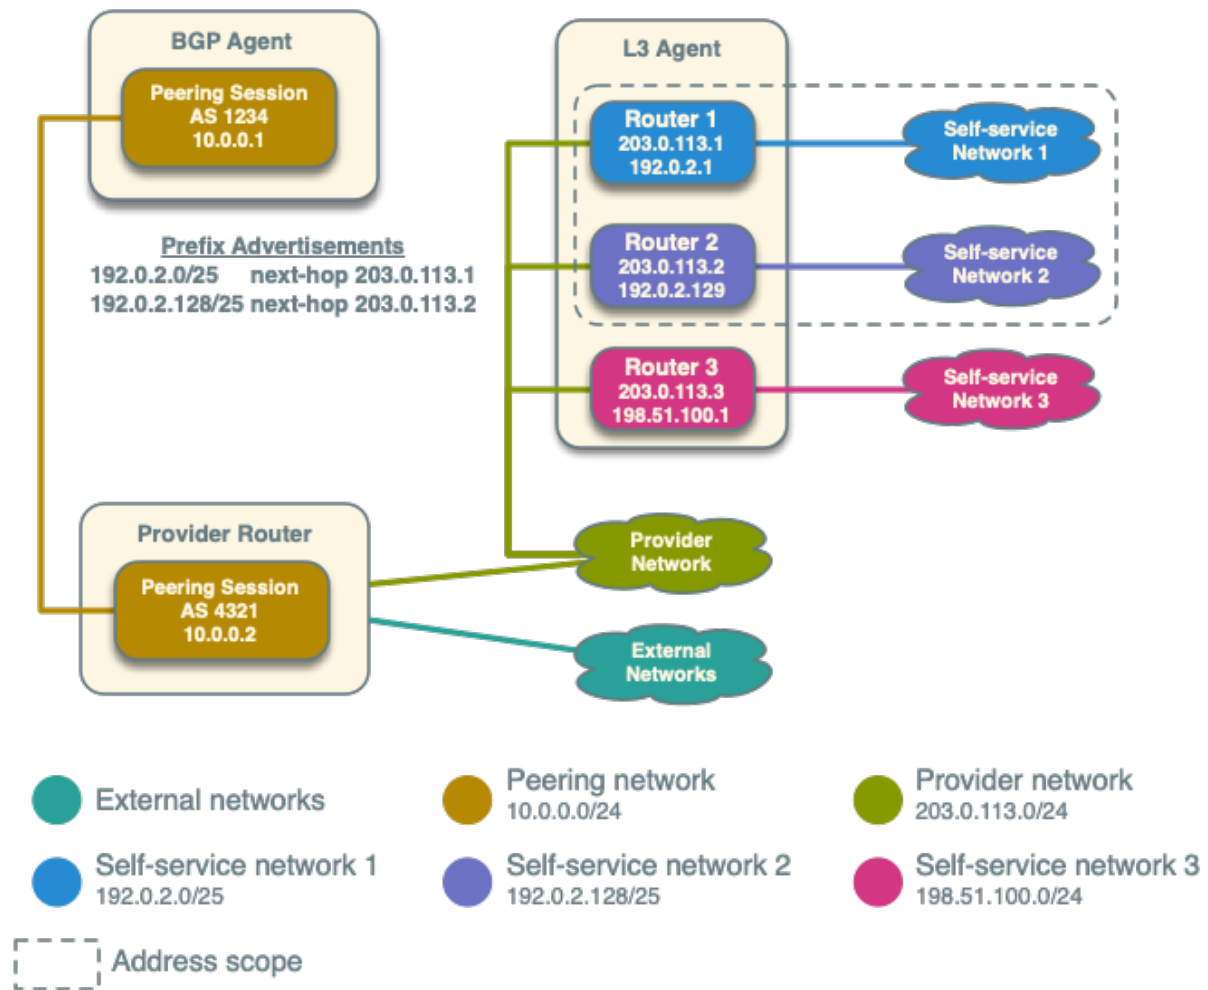 BGP Agent
Peering Session
AS 1234
10.0.0.1
Prefix Advertisements
192.0.2.0/25 next-hop 203.0.113.1
192.0.2.128/25 next-hop 203.0.113.2
L3 Agent
Router 1
203.0.113.1
192.0.2.1
Self-service
Network 1
Router 2
203.0.113.2
192.0.2.129
Self-service
Network 2
Router 3
203.0.113.3
198.51.100.1
Self-service
Network 3
Provider Router
Peering Session
AS 4321
10.0.0.2
Provider
Network
External
Networks
External networks
Peering network
10.0.0.0/24
Provider network
203.0.113.0/24
Self-service network 1
192.0.2.0/25
Self-service network 2
192.0.2.128/25
Self-service network 3
198.51.100.0/24
Address scope